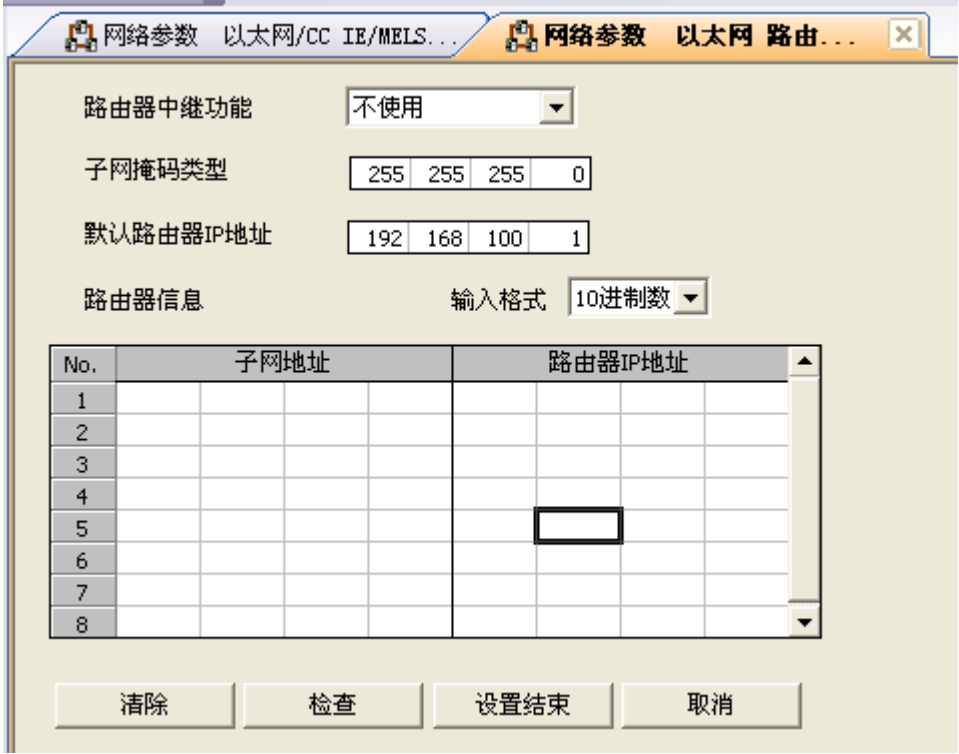 网络参数 以太网/CC IE/MELS... 网络参数 以太网 路由...
路由器中继功能 不使用
子网掩码类型 255 255 255 0
默认路由器IP地址 192 168 100 1
路由器信息 输入格式 10进制数
No. 子网地址 路由器IP地址
1
2
3
4
5
6
7
8
清除 检查 设置结束 取消